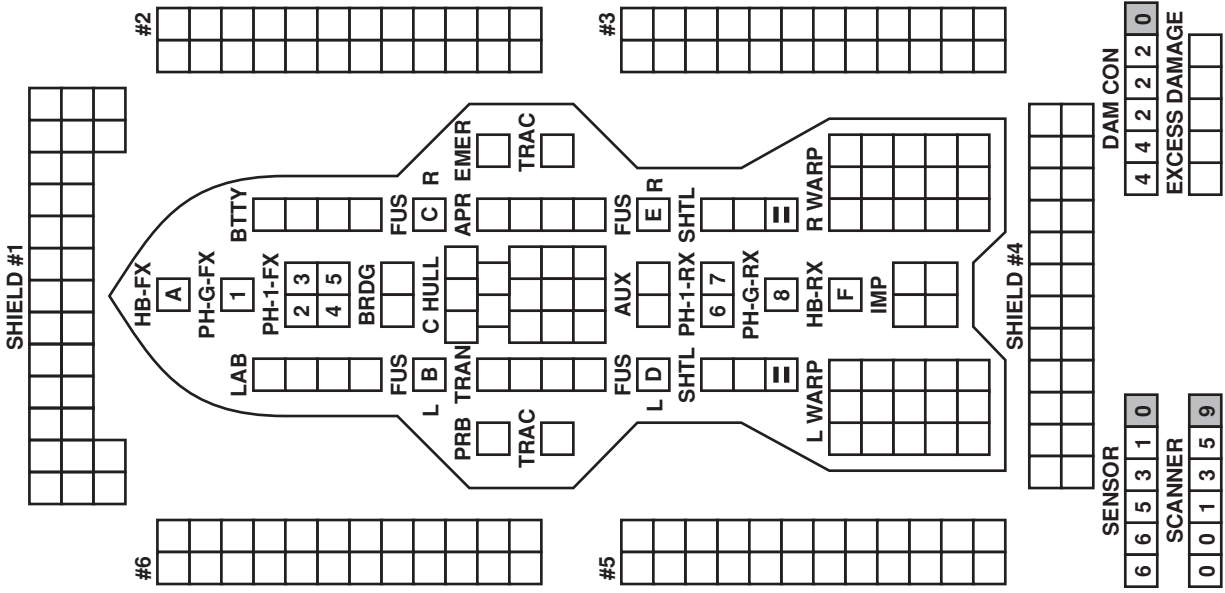 SHIELD #1
#2
#6
HB-FX
A
PH-G-FX
1
LAB
PH-1-FX
BTTY
2 3
4 5
BRDG
FUS
FUS
L B
C R
C HULL
PRB
TRAN
APR
EMER
TRAC
TRAC
#5
#3
AUX
FUS
FUS
L D
E R
SHTL
PH-1-RX
SHTL
6 7
PH-G-RX
8
=
=
HB-RX
F
L WARP
IMP
R WARP
SHIELD #4
SENSOR
6 6 5 3 1 0
SCANNER
0 0 1 3 5 9
DAM CON
4 4 2 2 2 0
EXCESS DAMAGE